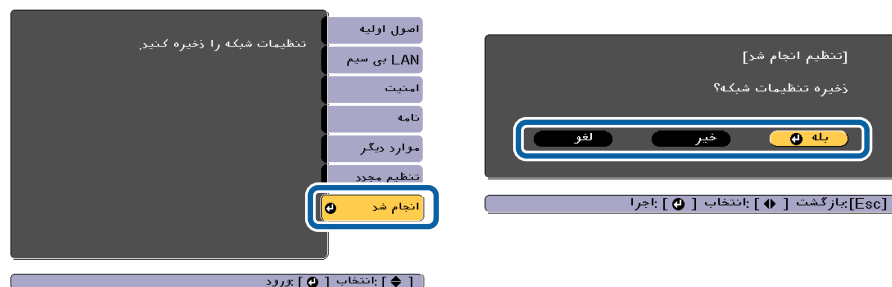 اصول اولیه
LAN بی سیم
امنیت
نامه
موارد دیگر
تنظیم مجدد
انجام شد
تنظیمات شبکه را ذخیره کنید.
[ ] :انتخاب [ ] :ورود
[تنظیم انجام شد]
ذخیره تنظیمات شبکه؟
بله خیر لغو
[Esc]:بازگشت [ ] :انتخاب [ ] :اجرا